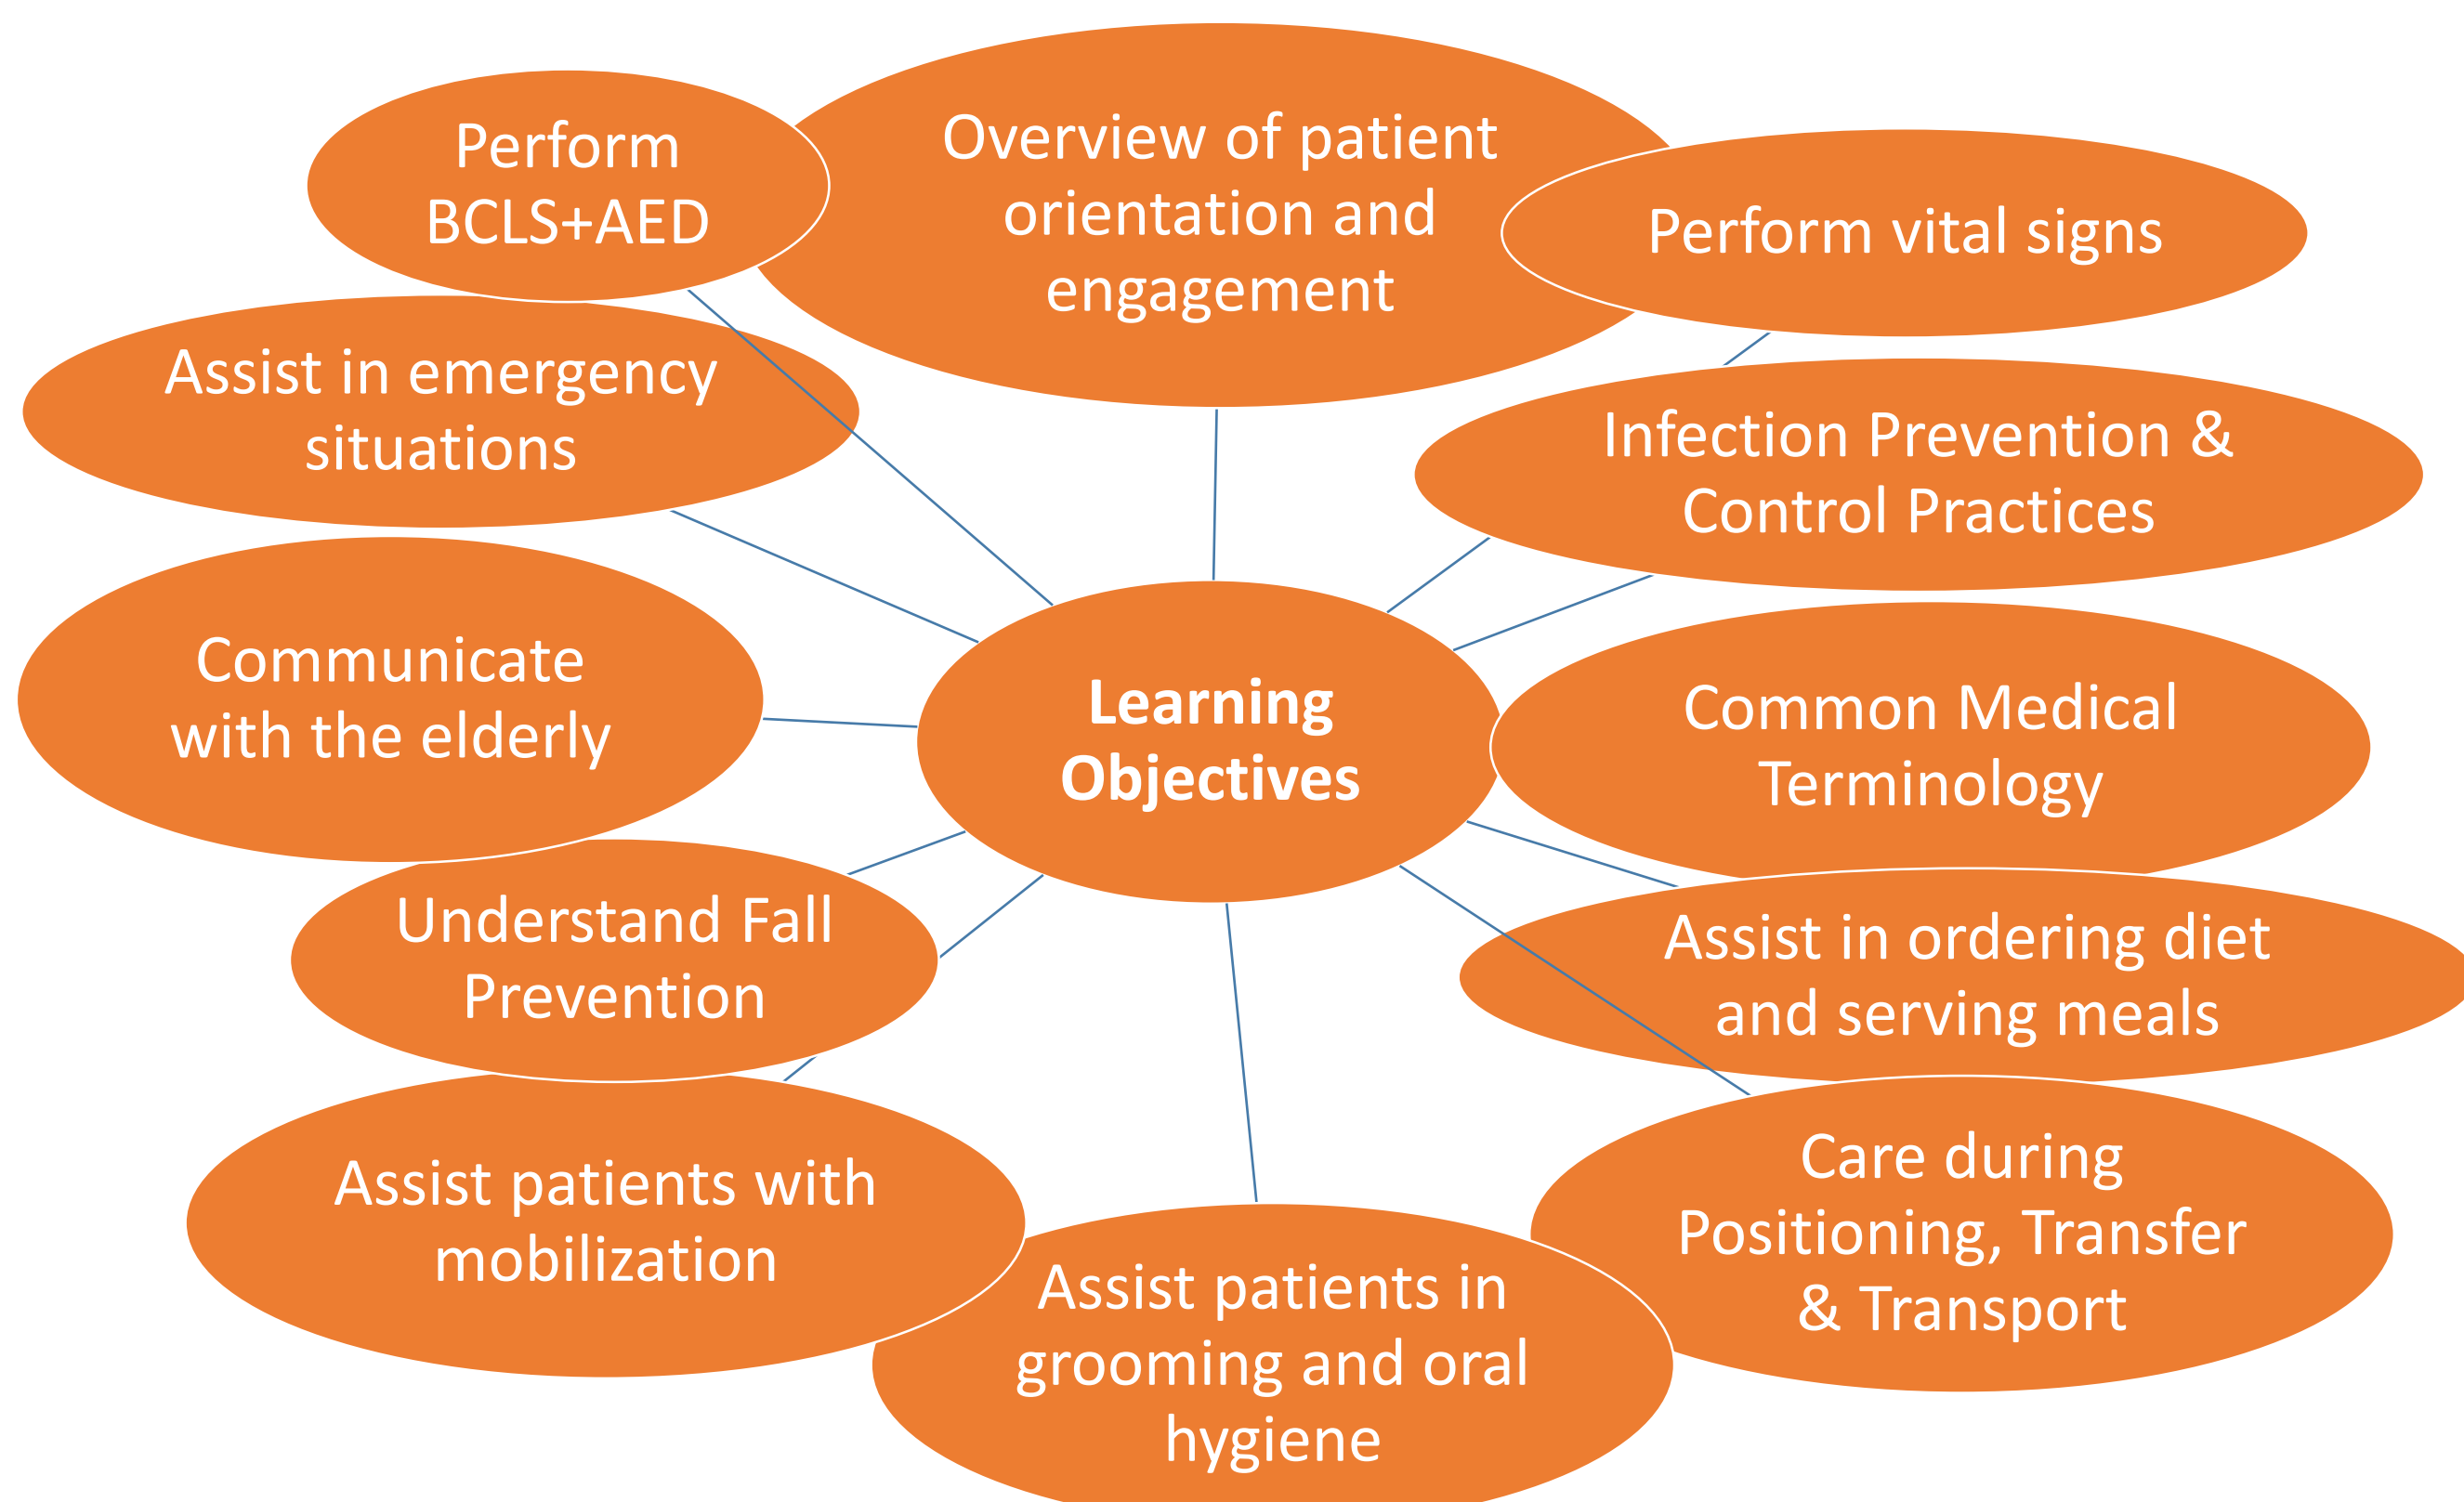 Perform
BCLS+AED
Overview of patient
orientation and
engagement
Perform vital signs
Assist in emergency
situations
Infection Prevention &
Control Practices
Communicate
with the elderly
Learning
Objectives
Common Medical
Terminology
Understand Fall
Prevention
Assist in ordering diet
and serving meals
Assist patients with
mobilization
Care during
Positioning, Transfer
& Transport
Assist patients in
grooming and oral
hygiene